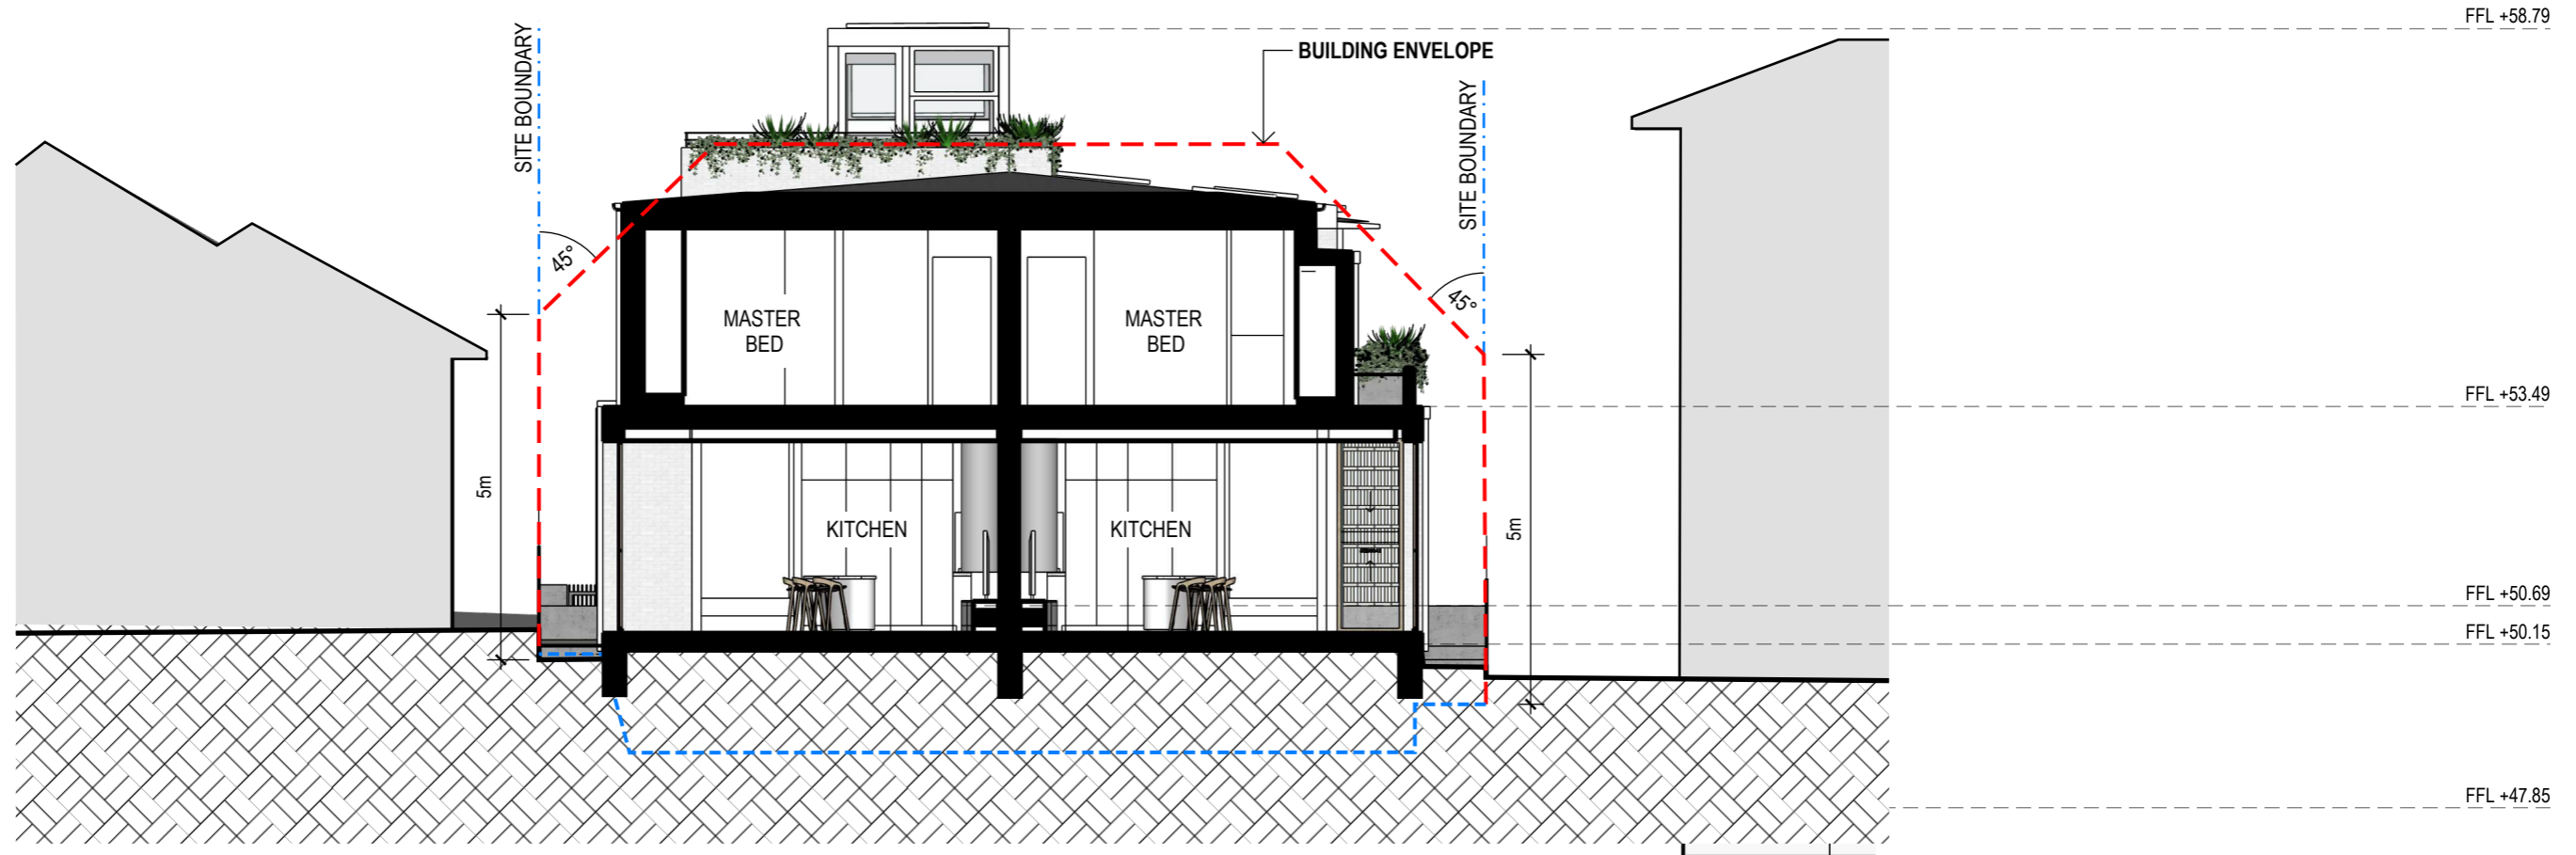 FFL +58.79
SITE BOUNDARY
BUILDING ENVELOPE
SITE BOUNDARY
45°
45°
MASTER
BED
MASTER
BED
FFL +53.49
5m
5m
KITCHEN
KITCHEN
FFL +50.69
FFL +50.15
FFL +47.85